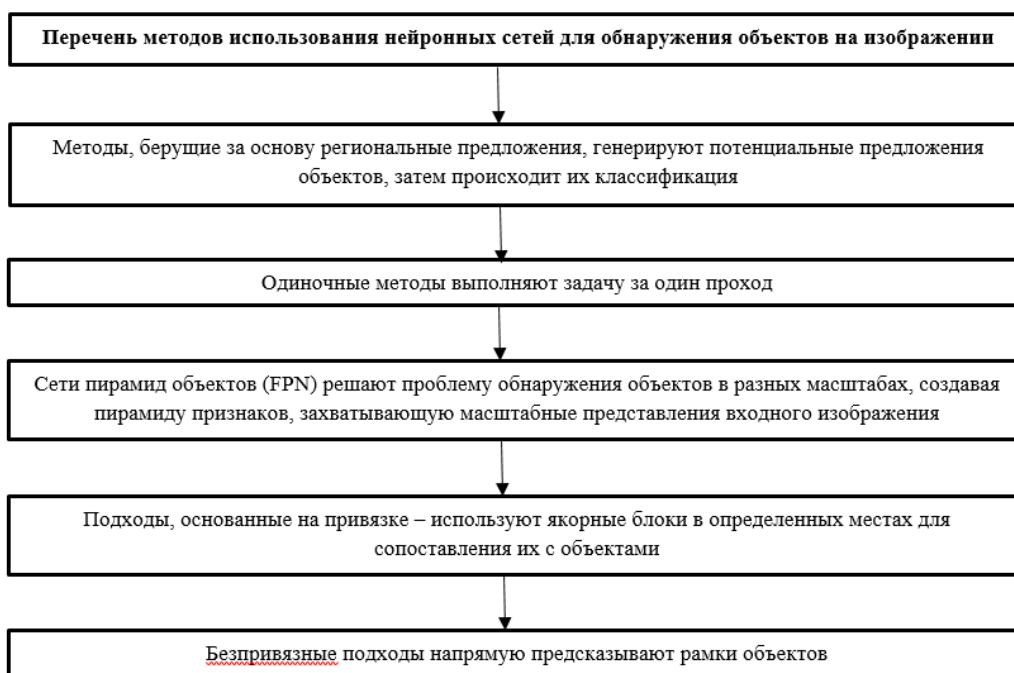 Перечень методов использования нейронных сетей для обнаружения объектов на изображении
Методы, берущие за основу региональные предложения, генерируют потенциальные предложения
объектов, затем происходит их классификация
Одиночные методы выполняют задачу за один проход
Сети пирамид объектов (FPN) решают проблему обнаружения объектов в разных масштабах, создавая
пирамиду признаков, захватывающую масштабные представления входного изображения
Подходы, основанные на привязке – используют якорные блоки в определенных местах для
сопоставления их с объектами
Безпривязные подходы напрямую предсказывают рамки объектов